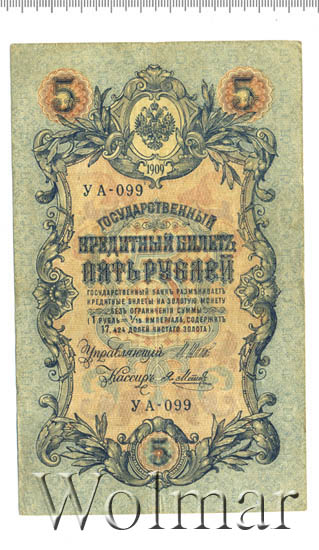 5 5
1909
УА-099
ГОСУДАРСТВЕННЫЙ
КРЕДИТНЫЙ БИЛЕТЪ
ПЯТЬ РУБЛЕЙ
ГОСУДАРСТВЕННЫЙ БАНКЪ РАЗМѢНИВАЕТЪ
КРЕДИТНЫЕ БИЛЕТЫ НА ЗОЛОТУЮ МОНЕТУ
БЕЗЪ ОГРАНИЧЕНІЯ СУММЫ
(1 РУБЛЬ = 1/15 ИМПЕРІАЛА, СОДЕРЖИТЪ
17,424 ДОЛЕЙ ЧИСТАГО ЗОЛОТА).
Управляющій
Кассиръ
УА-099
5
Wolmar